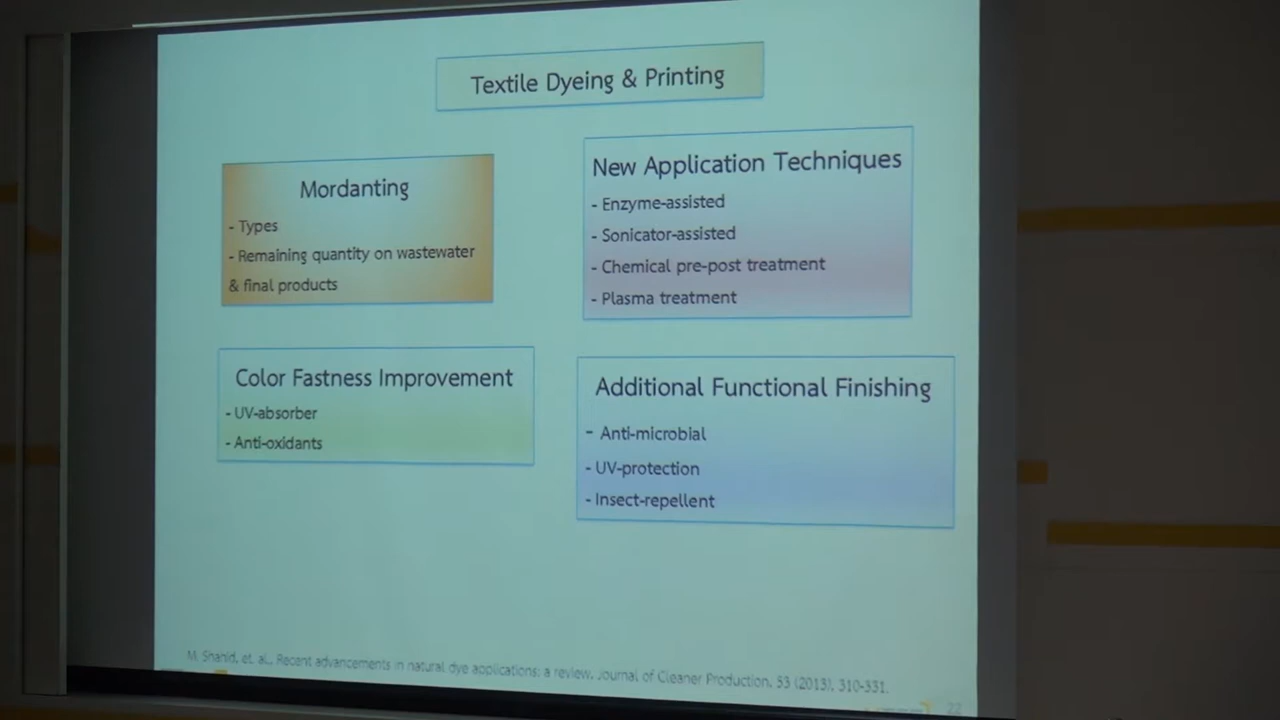 Textile Dyeing & Printing
Mordanting
- Types
- Remaining quantity on wastewater
& final products
New Application Techniques
- Enzyme-assisted
- Sonicator-assisted
- Chemical pre-post treatment
- Plasma treatment
Color Fastness Improvement
- UV-absorber
- Anti-oxidants
Additional Functional Finishing
- Anti-microbial
- UV-protection
- Insect-repellent
M. Shahid, et. al., Recent advancements in natural dye applications: a review, Journal of Cleaner Production, 53 (2013), 310-331.
22